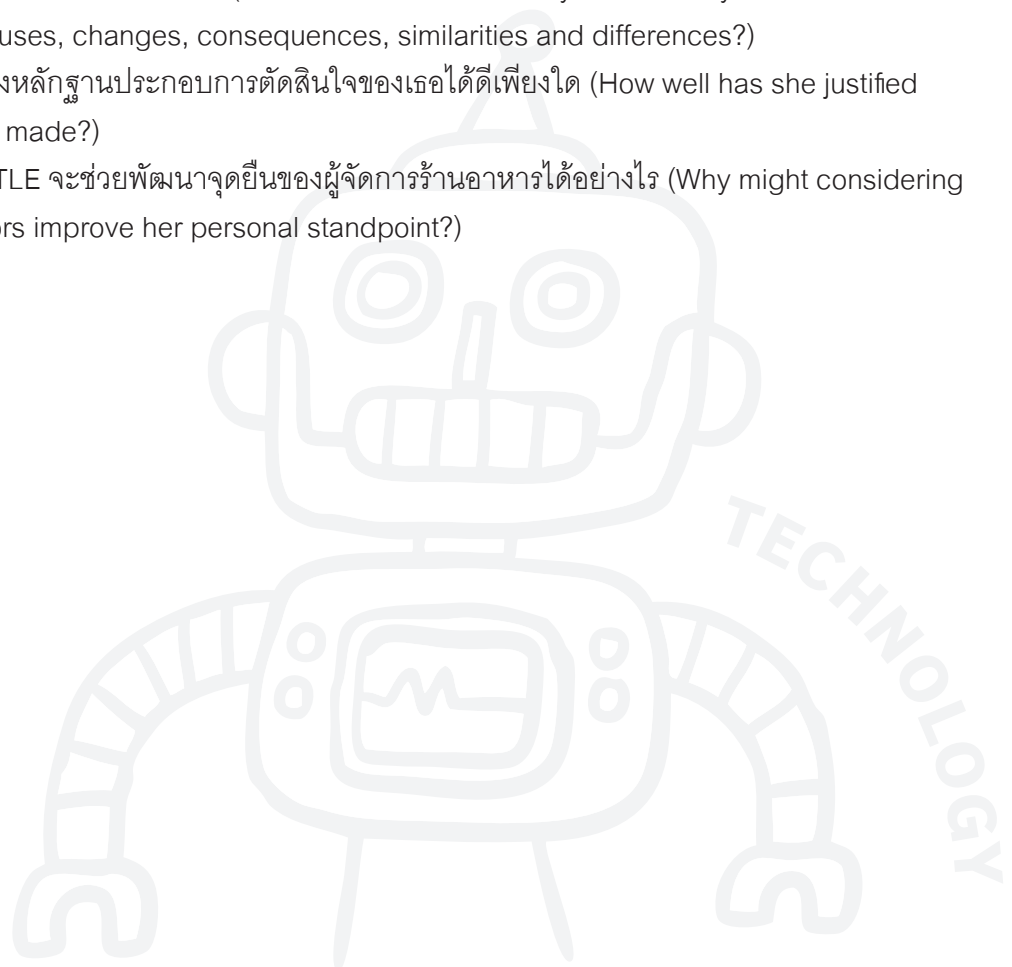 uses, changes, consequences, similarities and differences?)
งหลักฐานประกอบการตัดสินใจของเธอได้ดีเพียงใด (How well has she justified
made?)
TLE จะช่วยพัฒนาจุดยืนของผู้จัดการร้านอาหารได้อย่างไร (Why might considering
ors improve her personal standpoint?)
TECHNOLOGY